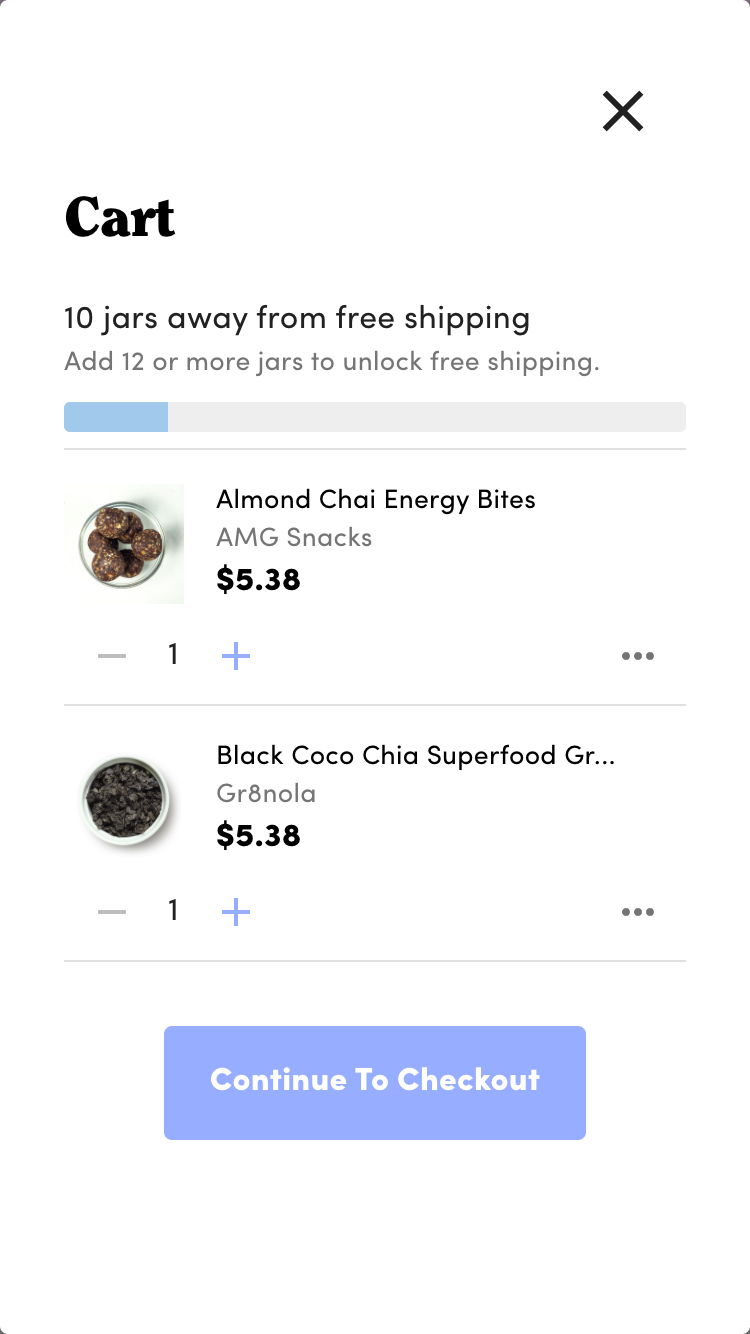 Cart
10 jars away from free shipping
Add 12 or more jars to unlock free shipping.
Almond Chai Energy Bites
AMG Snacks
$5.38
1
Black Coco Chia Superfood Gr...
Gr8nola
$5.38
1
Continue To Checkout